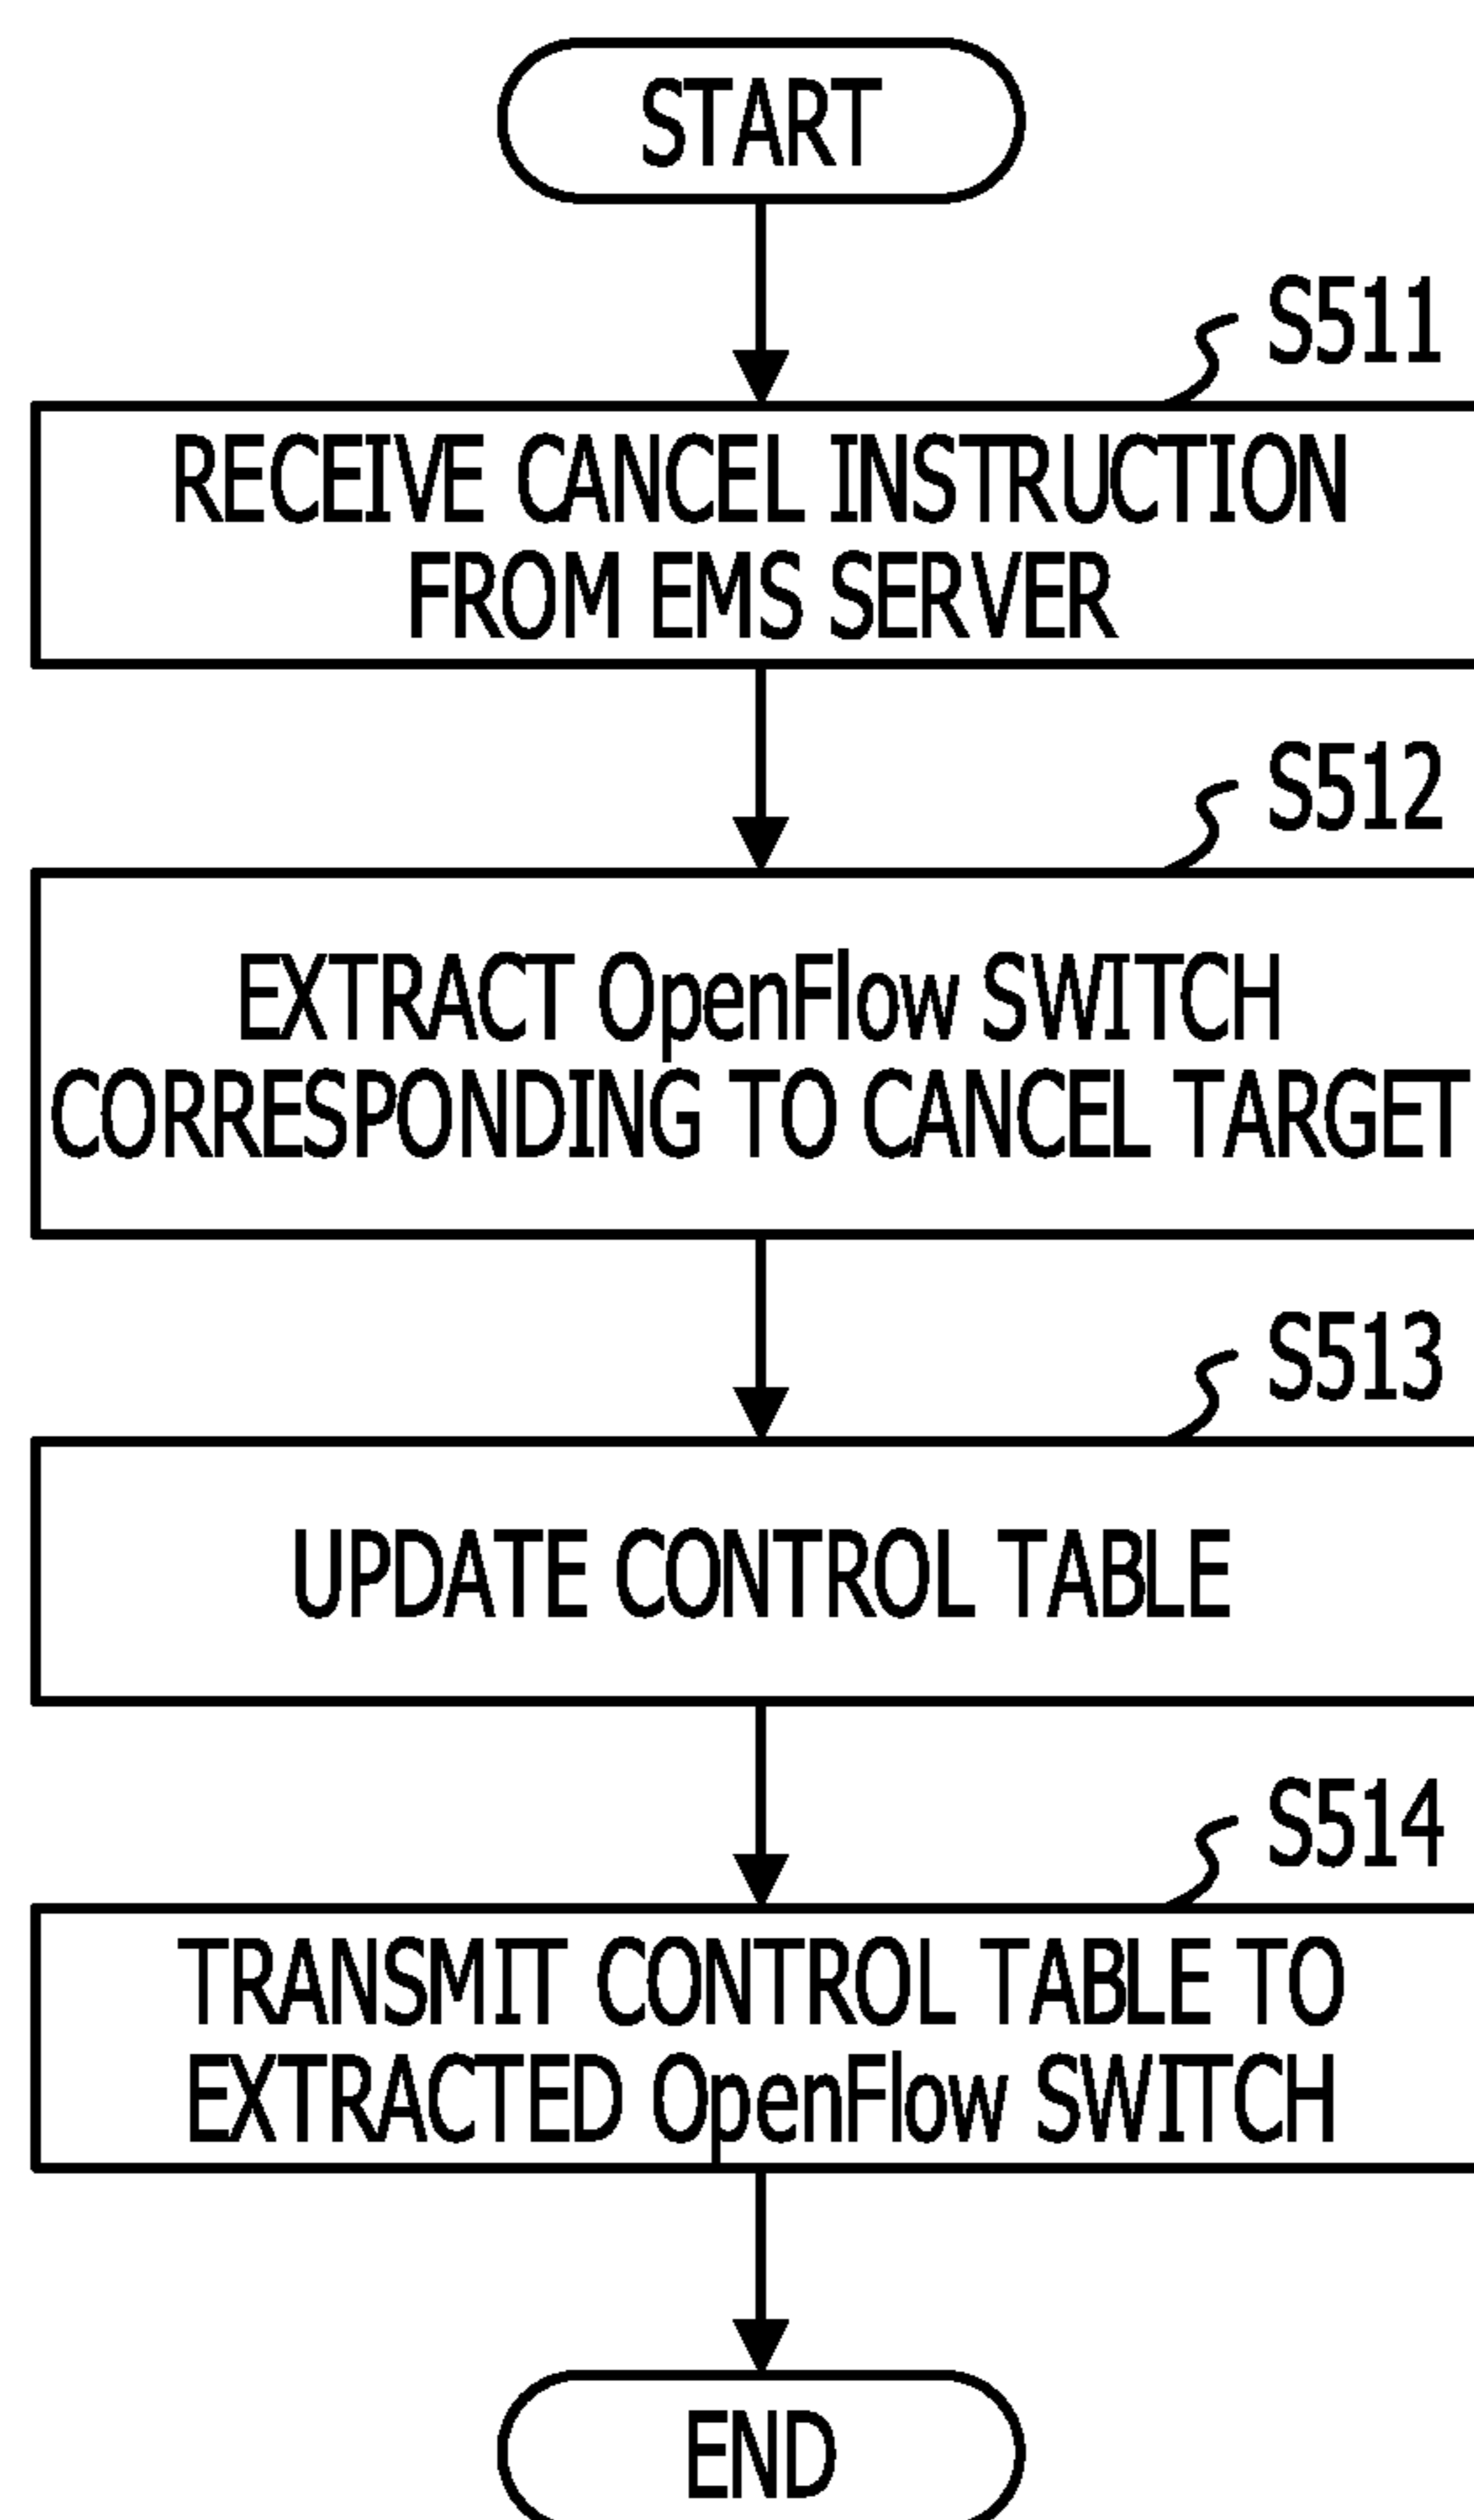 START
S511
RECEIVE CANCEL INSTRUCTION
FROM EMS SERVER
S512
EXTRACT OpenFlow SWITCH
CORRESPONDING TO CANCEL TARGET
S513
UPDATE CONTROL TABLE
S514
TRANSMIT CONTROL TABLE TO
EXTRACTED OpenFlow SWITCH
END